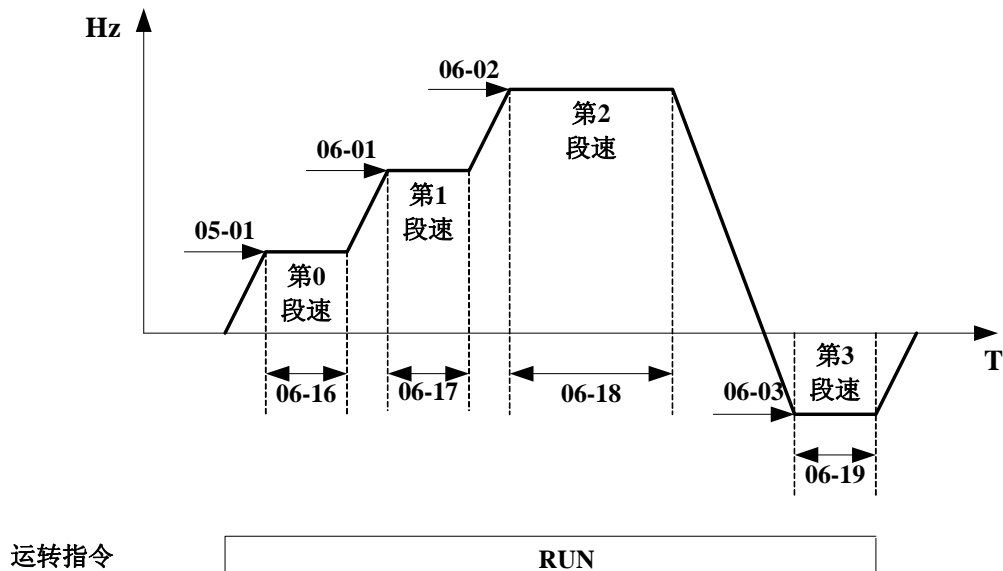 Hz
06-02
第2
段速
06-01
第1
段速
05-01
第0
段速
T
第3
段速
06-16
06-17
06-18
06-03
06-19
运转指令
RUN